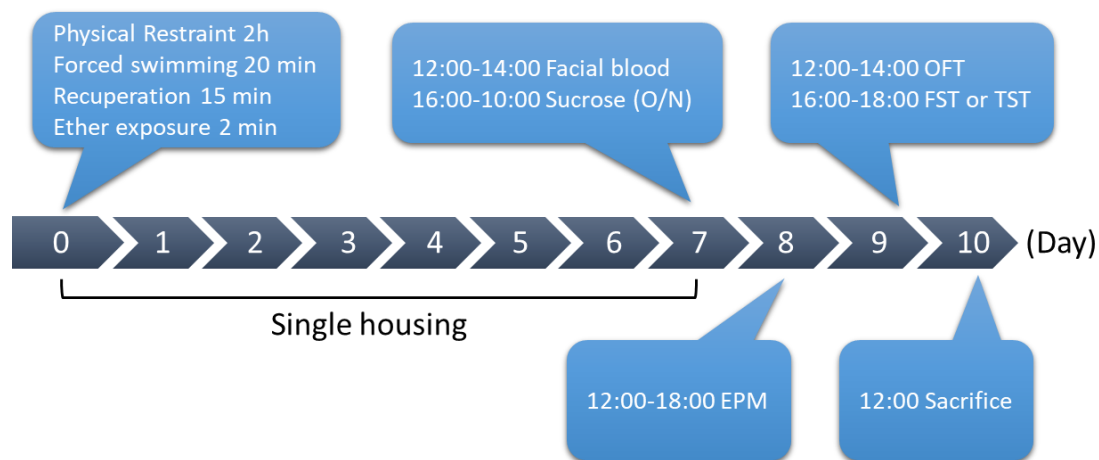 Physical Restraint 2h
Forced swimming 20 min
Recuperation 15 min
Ether exposure 2 min
12:00-14:00 Facial blood
16:00-10:00 Sucrose (O/N)
12:00-14:00 OFT
16:00-18:00 FST or TST
0 1 2 3 4 5 6 7 8 9 10 (Day)
Single housing
12:00-18:00 EPM
12:00 Sacrifice